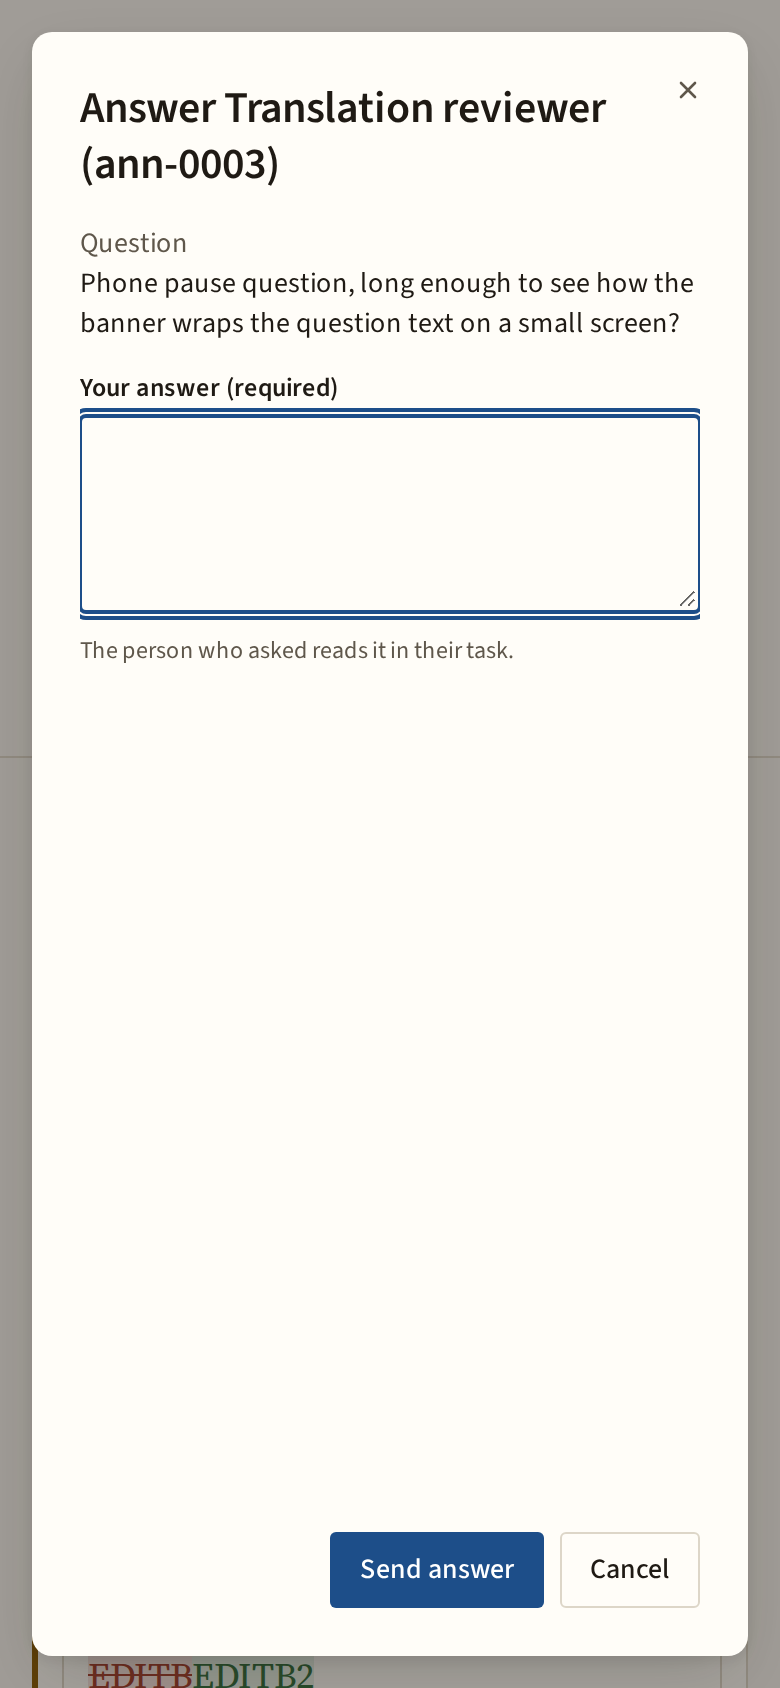 Answer Translation reviewer
(ann-0003)
Question
Phone pause question, long enough to see how the
banner wraps the question text on a small screen?
Your answer (required)
The person who asked reads it in their task.
Send answer
Cancel
EDITBEDITB2